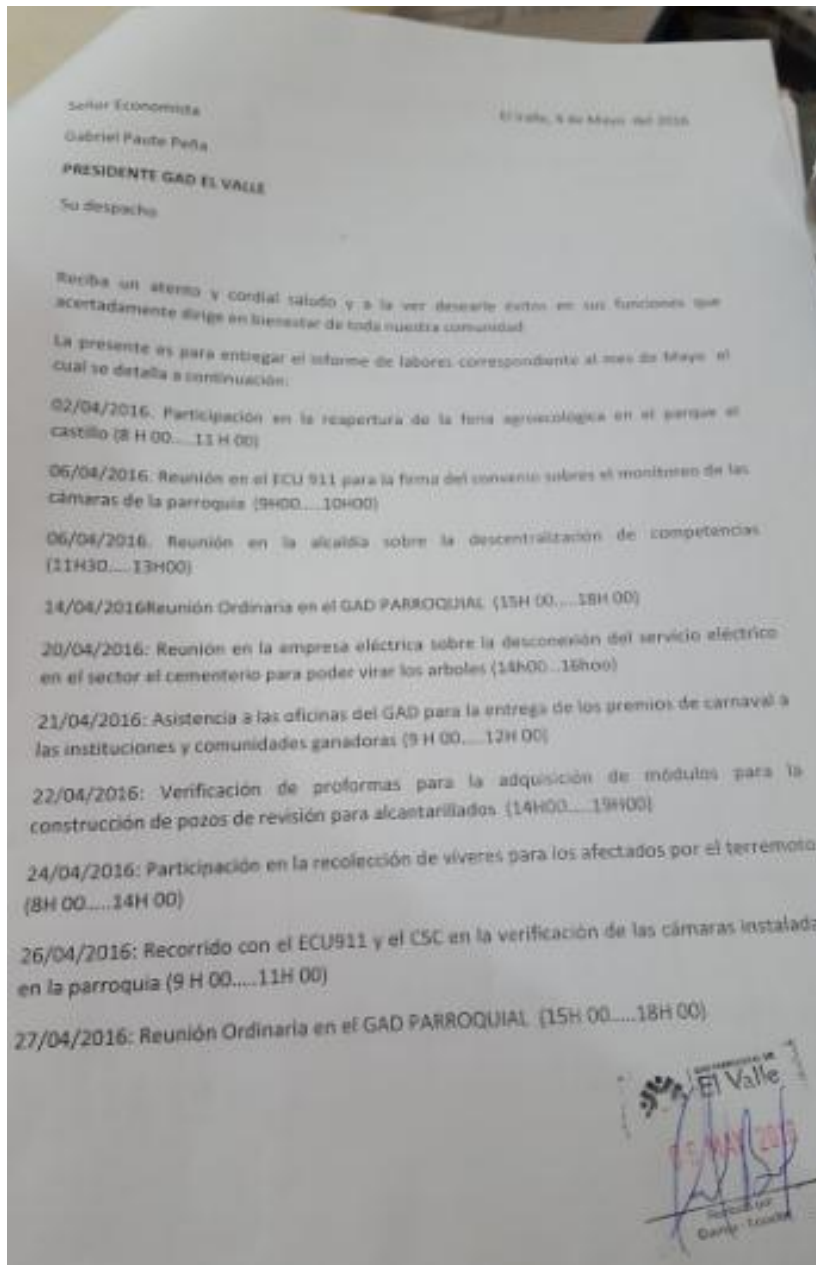 Señor Economista
El Valle, 4 de Mayo del 2016
Gabriel Paute Peña
PRESIDENTE GAD EL VALLE
Su despacho
Reciba un atento y cordial saludo y a la ver desearle éxitos en sus funciones que
acertadamente dirige en bienestar de toda nuestra comunidad
La presente es para entregar el informe de labores correspondiente al mes de Mayo el
cual se detalla a continuación:
02/04/2016. Participación en la reapertura de la feria agroecológica en el parque el
castillo (8 H 00.....11 H 00)
06/04/2016. Reunión en el ECU 911 para la firma del convenio sobres el monitoreo de las
cámaras de la parroquia (9H00.....10H00)
06/04/2016. Reunión en la alcaldía sobre la descentralización de competencias
(11H30.....13H00)
14/04/2016Reunión Ordinaria en el GAD PARROQUIAL (15H 00.....18H 00)
20/04/2016: Reunión en la empresa eléctrica sobre la desconexión del servicio eléctrico
en el sector el cementerio para poder virar los arboles (14h00...16hoo)
21/04/2016: Asistencia a las oficinas del GAD para la entrega de los premios de carnaval a
las instituciones y comunidades ganadoras (9 H 00.....12H 00)
22/04/2016: Verificación de proformas para la adquisición de módulos para la
construcción de pozos de revisión para alcantarillados (14H00.....19H00)
24/04/2016: Participación en la recolección de víveres para los afectados por el terremoto
(8H 00.....14H 00)
26/04/2016: Recorrido con el ECU911 y el CSC en la verificación de las cámaras instalada
en la parroquia (9 H 00.....11H 00)
27/04/2016: Reunión Ordinaria en el GAD PARROQUIAL (15H 00.....18H 00)
El Valle
MAY 201
por
Ecuador